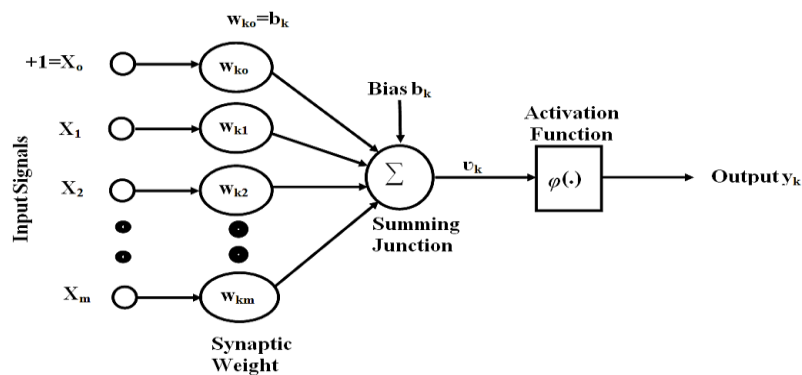 wₖₒ=bₖ
+1=Xₒ
wₖₒ
Bias bₖ
Activation
Function
X₁
wₖ₁
Input Signals
X₂
wₖ₂
Σ
υₖ
φ(.)
Output yₖ
Summing
Junction
Xₘ
wₖₘ
Synaptic
Weight